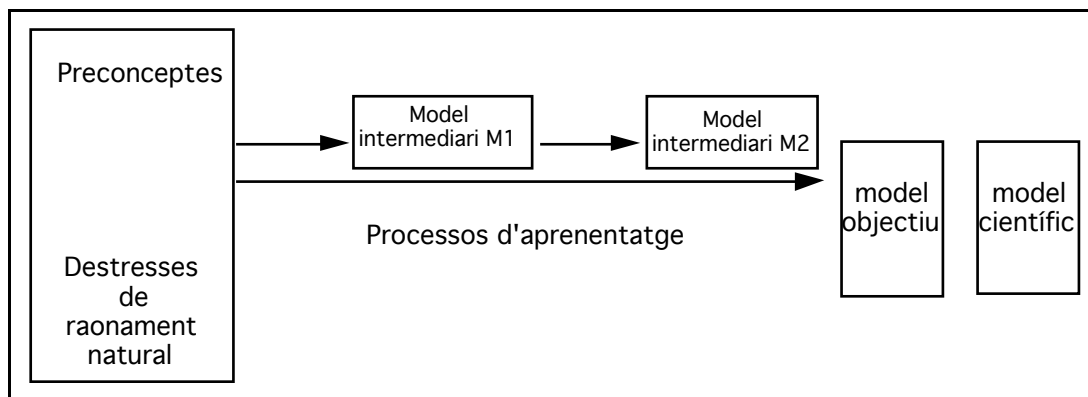 Preconceptes
Destresses
de
raonament
natural
Model
intermediari M1
Model
intermediari M2
Processos d'aprenentatge
model
objectiu
model
científic